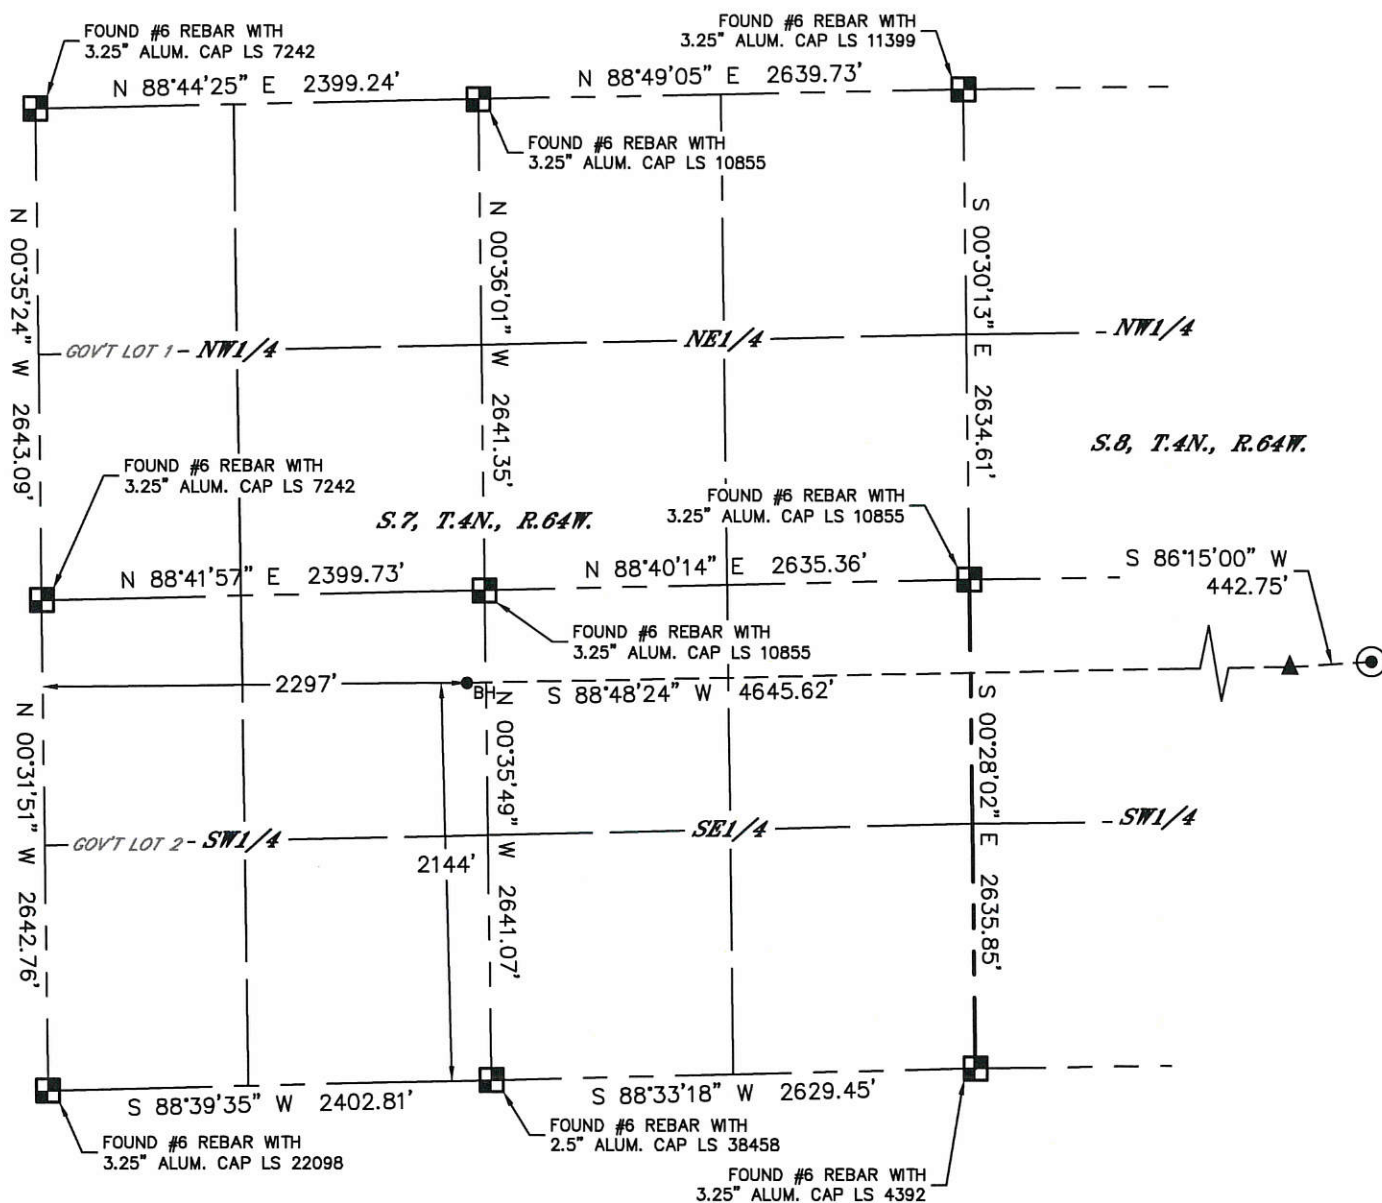 FOUND #6 REBAR WITH
3.25" ALUM. CAP LS 7242
FOUND #6 REBAR WITH
3.25" ALUM. CAP LS 11399
N 88°44'25" E 2399.24'
N 88°49'05" E 2639.73'
FOUND #6 REBAR WITH
3.25" ALUM. CAP LS 10855
N 00°35'24" W 2643.09'
N 00°36'01" W 2641.35'
S 00°30'13" E 2634.61'
GOV'T LOT 1 - NW1/4
NE1/4
NW1/4
S.8, T.4N., R.64W.
FOUND #6 REBAR WITH
3.25" ALUM. CAP LS 7242
S.7, T.4N., R.64W.
FOUND #6 REBAR WITH
3.25" ALUM. CAP LS 10855
N 88°41'57" E 2399.73'
N 88°40'14" E 2635.36'
S 86°15'00" W
442.75'
FOUND #6 REBAR WITH
3.25" ALUM. CAP LS 10855
2297'
BH
S 88°48'24" W 4645.62'
N 00°31'51" W 2642.76'
N 00°35'49" W 2641.07'
S 00°28'02" E 2635.85'
GOV'T LOT 2 - SW1/4
SE1/4
SW1/4
2144'
S 88°39'35" W 2402.81'
S 88°33'18" W 2629.45'
FOUND #6 REBAR WITH
3.25" ALUM. CAP LS 22098
FOUND #6 REBAR WITH
2.5" ALUM. CAP LS 38458
FOUND #6 REBAR WITH
3.25" ALUM. CAP LS 4392